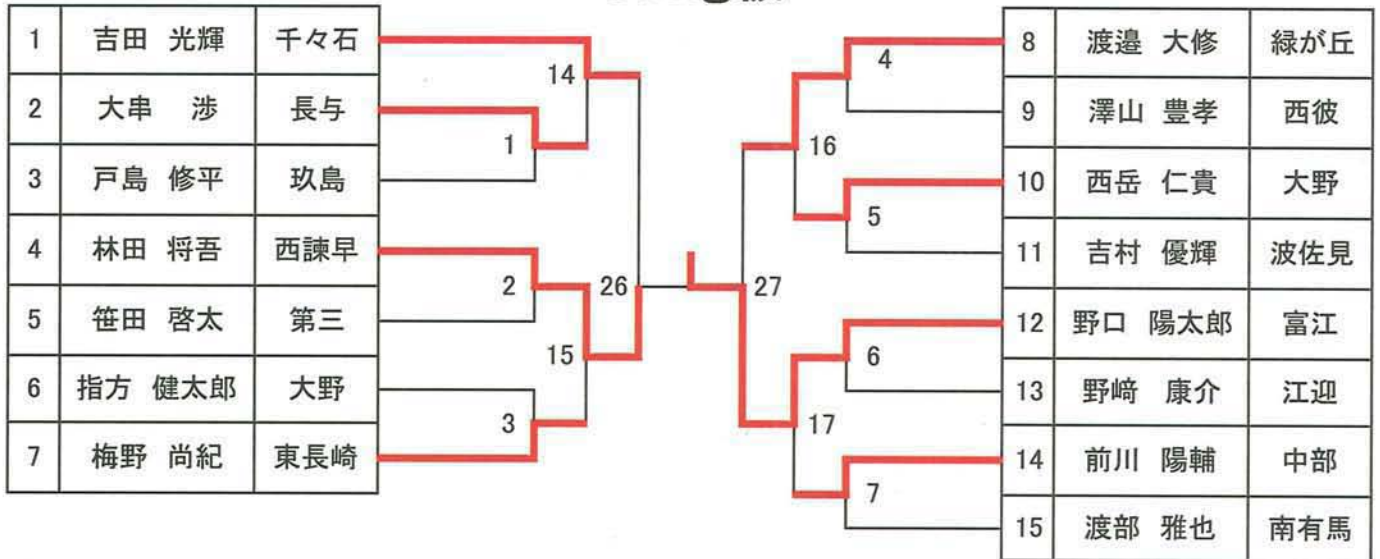 1 吉田 光輝 千々石
2 大串 渉 長与
3 戸島 修平 玖島
4 林田 将吾 西諫早
5 笹田 啓太 第三
6 指方 健太郎 大野
7 梅野 尚紀 東長崎
14
1
2
26
15
3
27
4
16
5
6
17
7
8 渡邉 大修 緑が丘
9 澤山 豊孝 西彼
10 西岳 仁貴 大野
11 吉村 優輝 波佐見
12 野口 陽太郎 富江
13 野﨑 康介 江迎
14 前川 陽輔 中部
15 渡部 雅也 南有馬